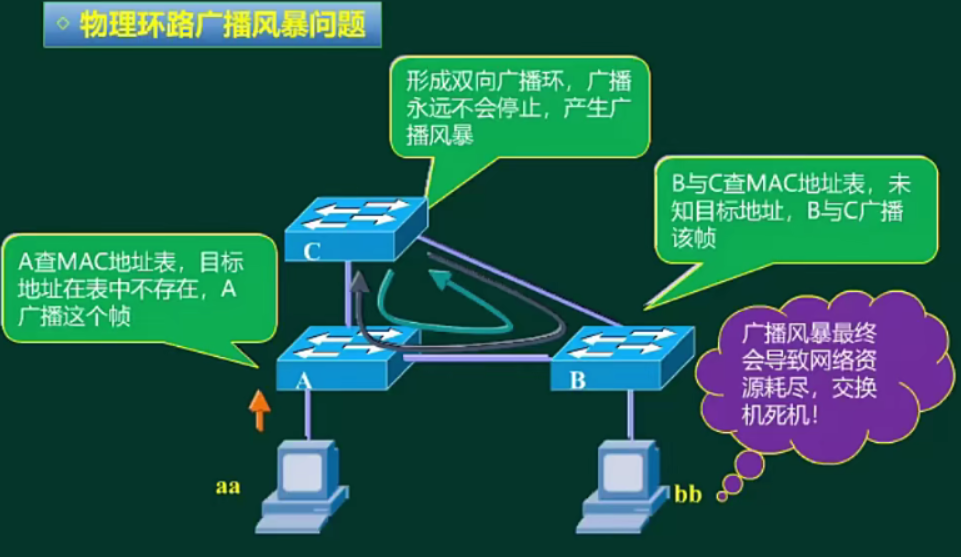 物理环路广播风暴问题
形成双向广播环，广播
永远不会停止，产生广
播风暴
B与C查MAC地址表，未
知目标地址，B与C广播
该帧
A查MAC地址表，目标
地址在表中不存在，A
广播这个帧
C
A
B
广播风暴最终
会导致网络资
源耗尽，交换
机死机！
aa
bb